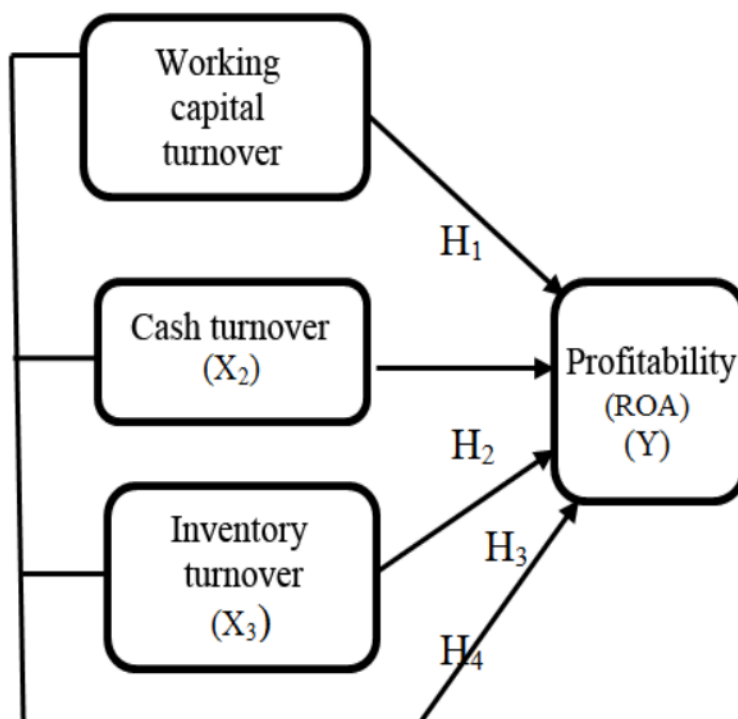 Working
capital
turnover
H₁
Cash turnover
(X₂)
Profitability
(ROA)
(Y)
H₂
Inventory
turnover
(X₃)
H₃
H₄